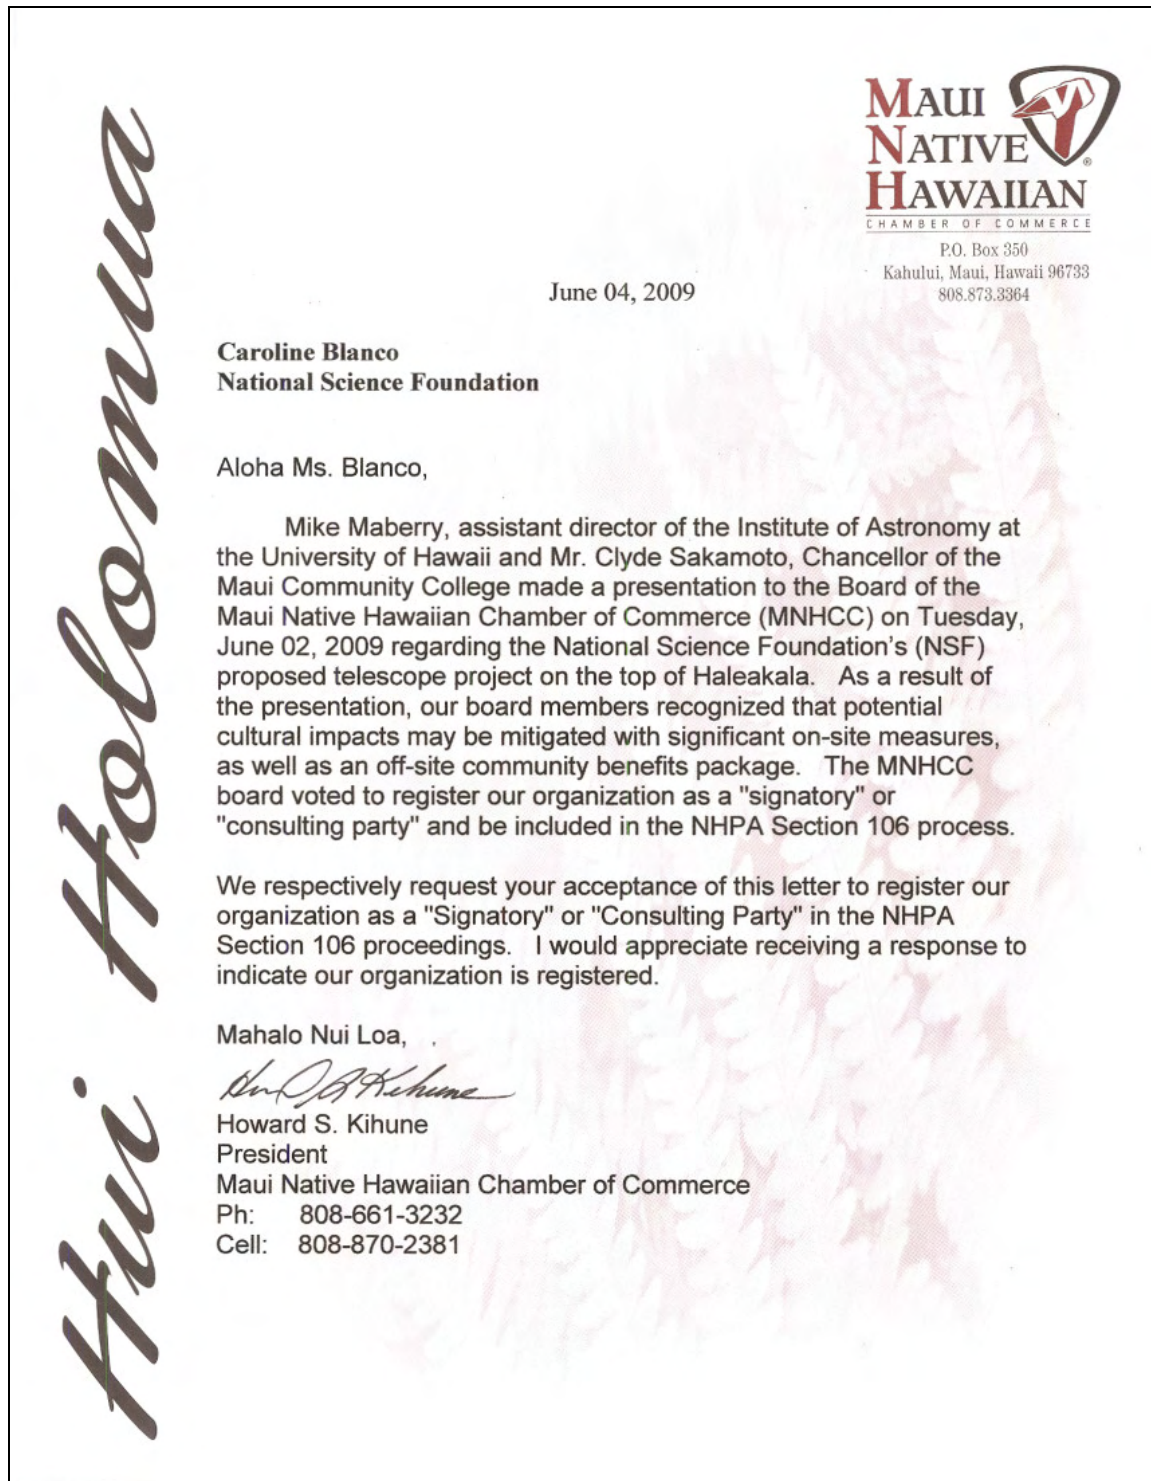 Hui Holomua
MAUI
NATIVE
HAWAIIAN
CHAMBER OF COMMERCE
P.O. Box 350
Kahului, Maui, Hawaii 96733
808.873.3364
June 04, 2009
Caroline Blanco
National Science Foundation
Aloha Ms. Blanco,
Mike Maberry, assistant director of the Institute of Astronomy at
the University of Hawaii and Mr. Clyde Sakamoto, Chancellor of the
Maui Community College made a presentation to the Board of the
Maui Native Hawaiian Chamber of Commerce (MNHCC) on Tuesday,
June 02, 2009 regarding the National Science Foundation's (NSF)
proposed telescope project on the top of Haleakala. As a result of
the presentation, our board members recognized that potential
cultural impacts may be mitigated with significant on-site measures,
as well as an off-site community benefits package. The MNHCC
board voted to register our organization as a "signatory" or
"consulting party" and be included in the NHPA Section 106 process.
We respectively request your acceptance of this letter to register our
organization as a "Signatory" or "Consulting Party" in the NHPA
Section 106 proceedings. I would appreciate receiving a response to
indicate our organization is registered.
Mahalo Nui Loa,
Howard S. Kihune
President
Maui Native Hawaiian Chamber of Commerce
Ph: 808-661-3232
Cell: 808-870-2381